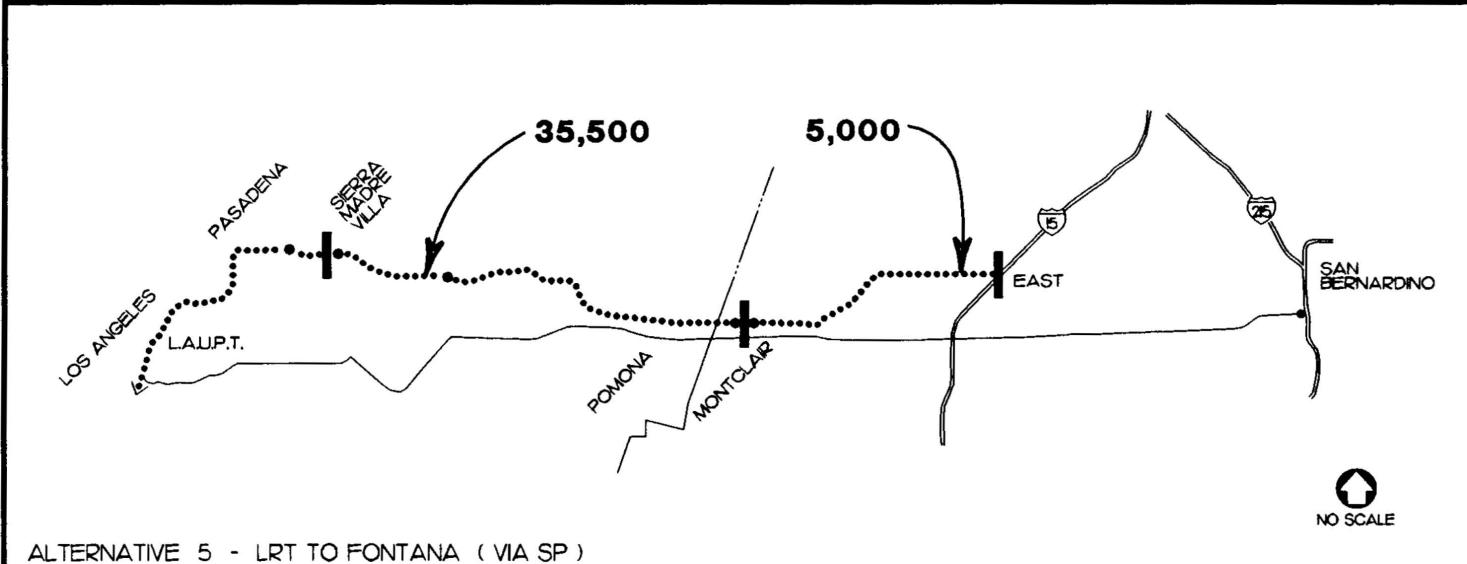 35,500
5,000
PASADENA
SIERRA
MADRE
VILLA
15
215
EAST
SAN
BERNARDINO
LOS ANGELES
L.A.U.P.T.
POMONA
MONTCLAIR
NO SCALE
ALTERNATIVE 5 - LRT TO FONTANA ( VIA SP )